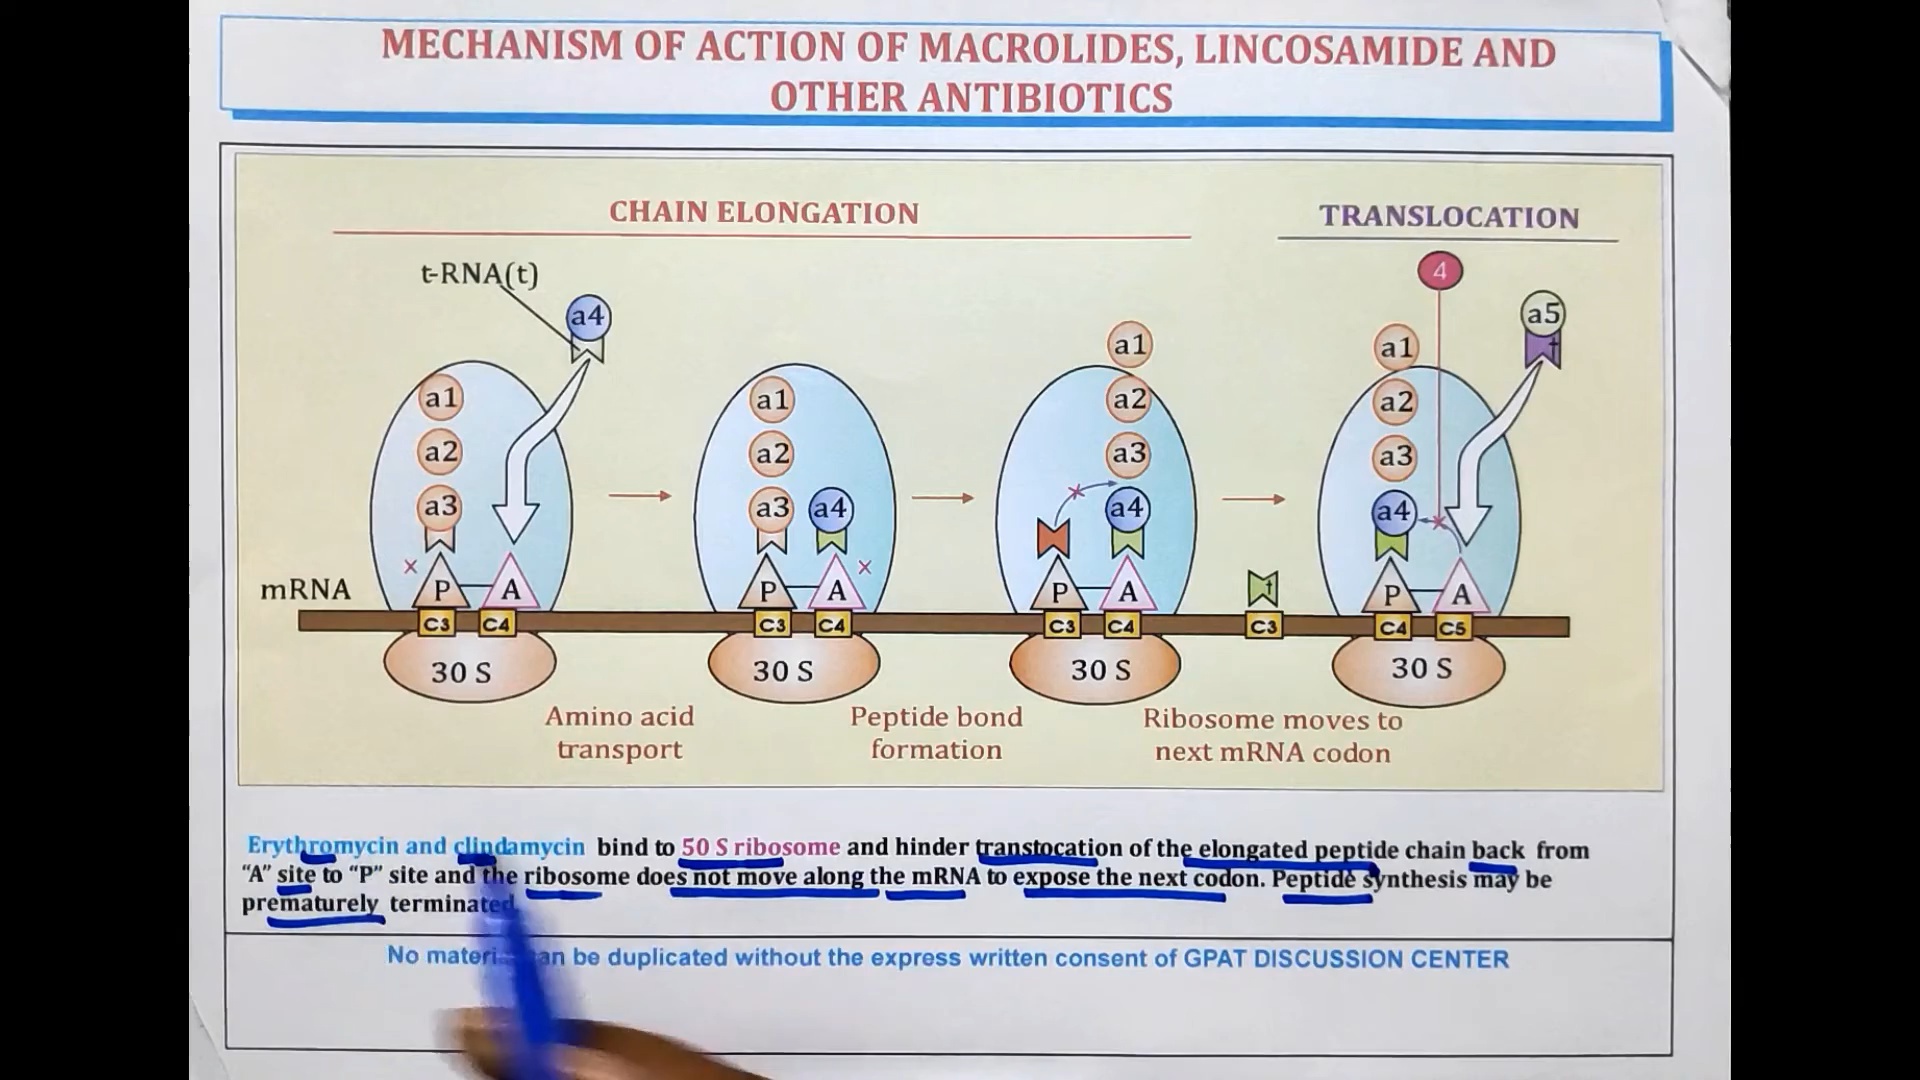 MECHANISM OF ACTION OF MACROLIDES, LINCOSAMIDE AND
OTHER ANTIBIOTICS
CHAIN ELONGATION
TRANSLOCATION
t-RNA(t)
4
a4
a5
a1
a2
a3
a1
a2
a3
a4
a1
a2
a3
a4
a1
a2
a3
a4
mRNA
P
A
P
A
P
A
t
P
A
C3
C4
C3
C4
C3
C4
C3
C4
C5
30 S
30 S
30 S
30 S
Amino acid
transport
Peptide bond
formation
Ribosome moves to
next mRNA codon
Erythromycin and clindamycin bind to 50 S ribosome and hinder transtocation of the elongated peptide chain back from
"A" site to "P" site and the ribosome does not move along the mRNA to expose the next codon. Peptide synthesis may be
prematurely terminated
No can be duplicated without the express written consent of GPAT DISCUSSION CENTER